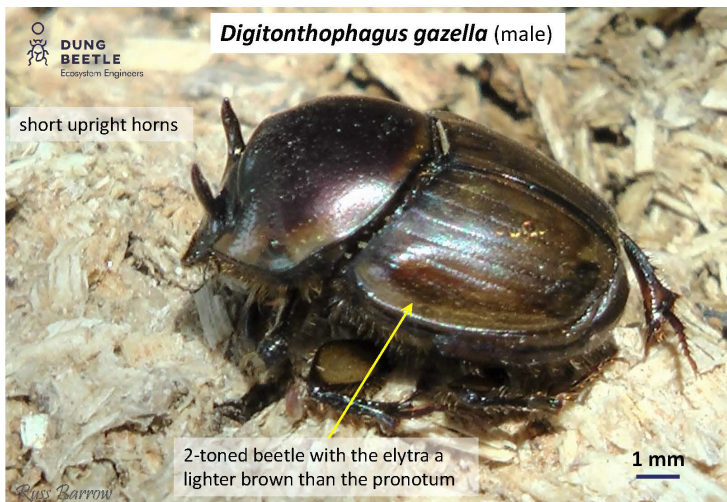 DUNG
BEETLE
Ecosystem Engineers
Digitonthophagus gazella (male)
short upright horns
2-toned beetle with the elytra a
lighter brown than the pronotum
1 mm
Russ Barrow